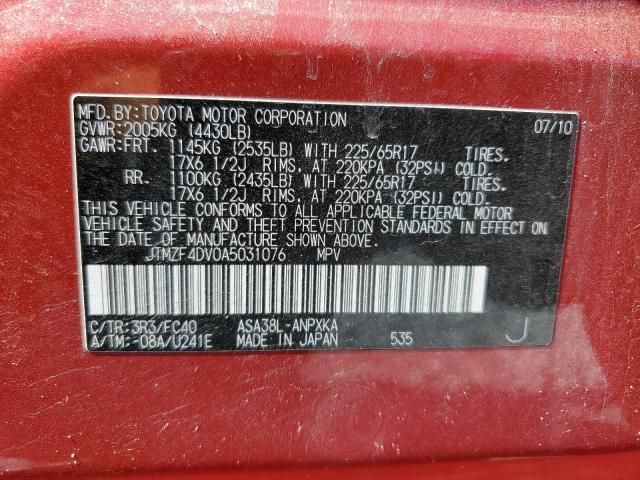 MFD.BY:TOYOTA MOTOR CORPORATION 07/10
GVWR:2005KG (4430LB)
GAWR:FRT. 1145KG (2535LB) WITH 225/65R17 TIRES.
17X6 1/2J RIMS, AT 220KPA (32PSI) COLD.
RR. 1100KG (2435LB) WITH 225/65R17 TIRES.
17X6 1/2J RIMS, AT 220KPA (32PSI) COLD.
THIS VEHICLE CONFORMS TO ALL APPLICABLE FEDERAL MOTOR
VEHICLE SAFETY AND THEFT PREVENTION STANDARDS IN EFFECT ON
THE DATE OF MANUFACTURE SHOWN ABOVE.
JTMZF4DV0A5031076 MPV
C/TR:3R3/FC40 ASA38L-ANPXKA
A/TM:-08A/U241E MADE IN JAPAN 535 J